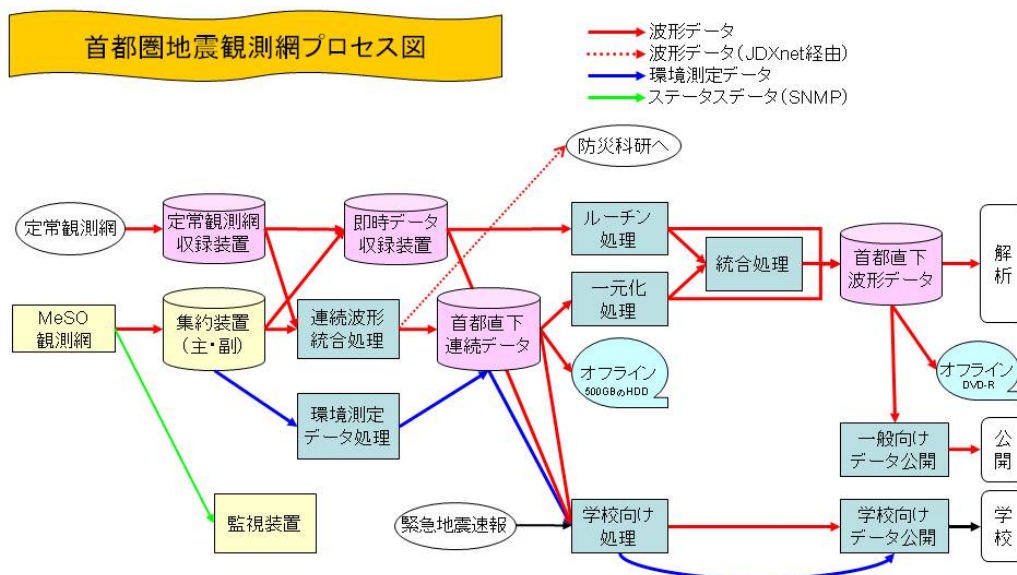 首都圏地震観測網プロセス図
波形データ
波形データ(JDXnet経由)
環境測定データ
ステータスデータ(SNMP)
防災科研へ
定常観測網
定常観測網
収録装置
即時データ
収録装置
ルーチン
処理
統合処理
首都直下
波形データ
解析
MeSO
観測網
集約装置
(主・副)
連続波形
統合処理
首都直下
連続データ
一元化
処理
オフライン
500GBのHDD
オフライン
DVD-R
環境測定
データ処理
一般向け
データ公開
公開
監視装置
緊急地震速報
学校向け
処理
学校向け
データ公開
学校